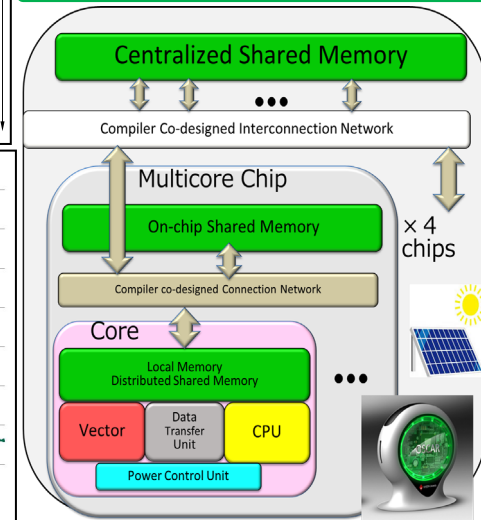 Centralized Shared Memory
•••
Compiler Co-designed Interconnection Network
Multicore Chip
On-chip Shared Memory
× 4
chips
Compiler co-designed Connection Network
Core
Local Memory
Distributed Shared Memory
•••
Vector
Data
Transfer
Unit
CPU
Power Control Unit
OSCAR